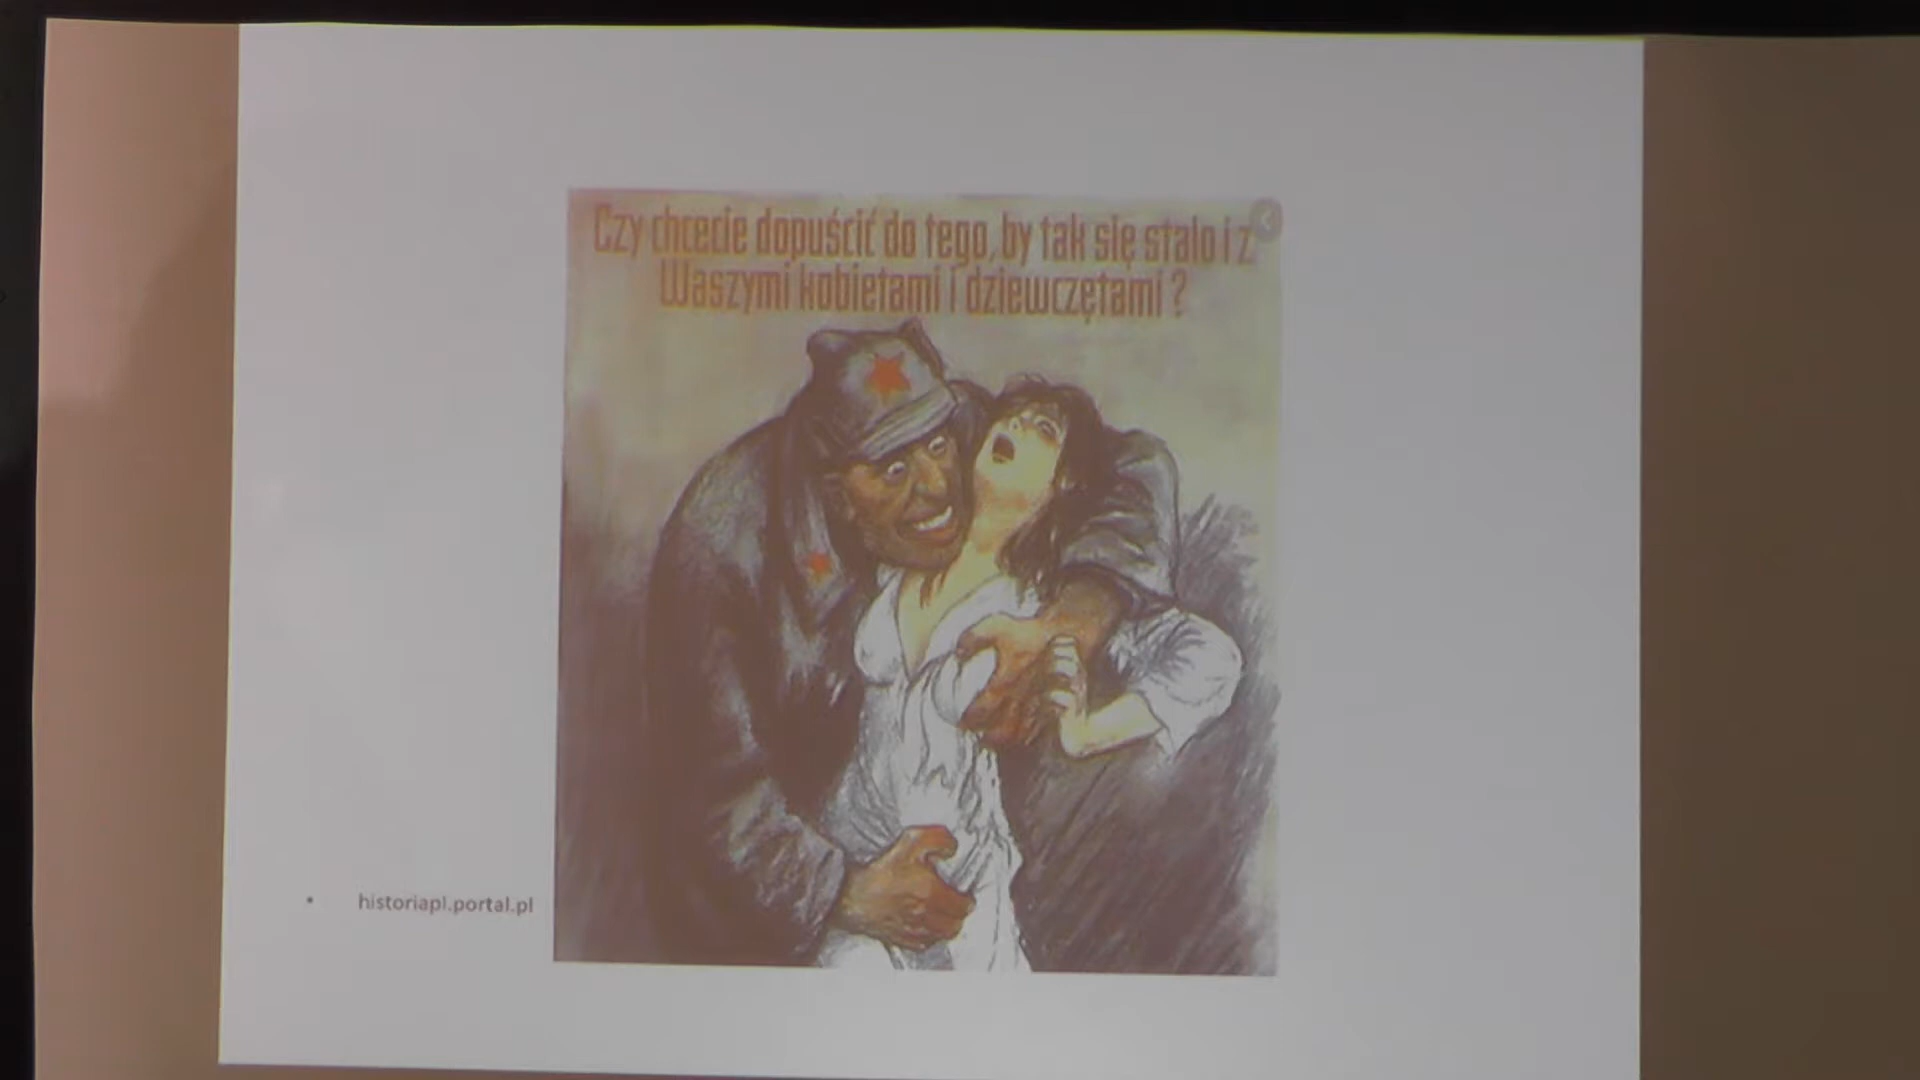 Czy chcecie dopuścić do tego, by tak się stało i z
Waszymi kobietami i dziewczętami?
historiapl.portal.pl